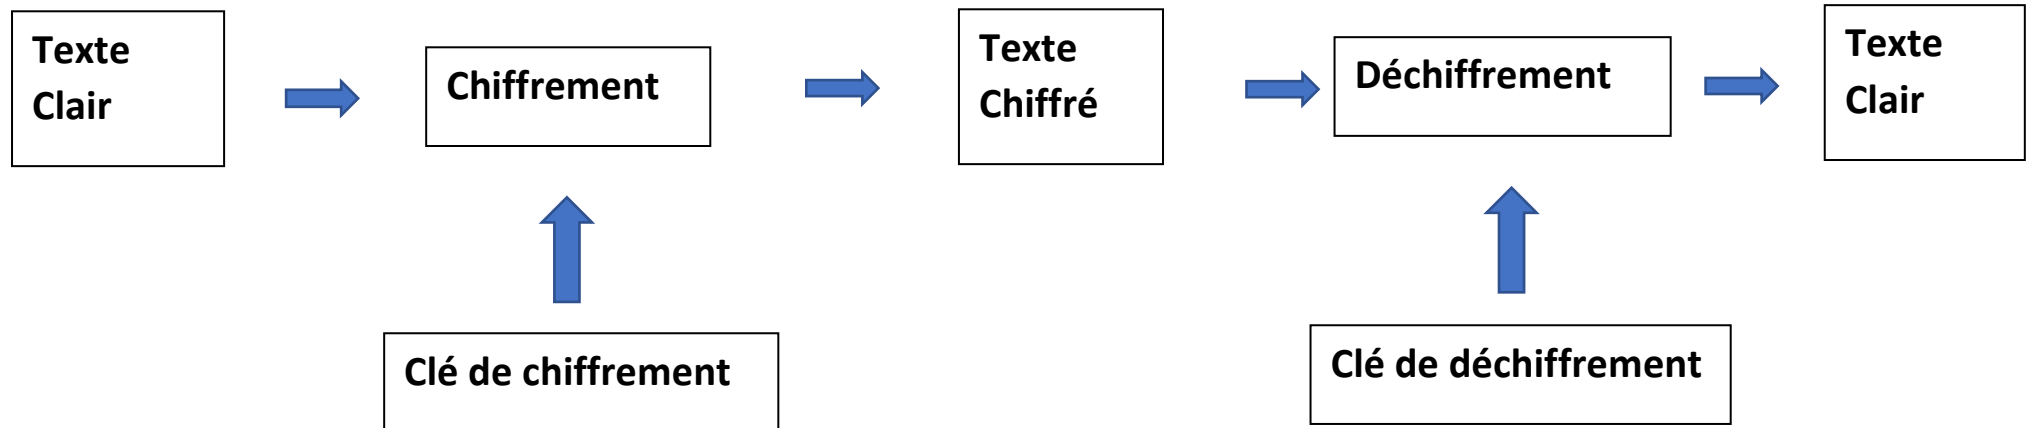 Texte
Clair
Chiffrement
Texte
Chiffré
Déchiffrement
Texte
Clair
Clé de chiffrement
Clé de déchiffrement